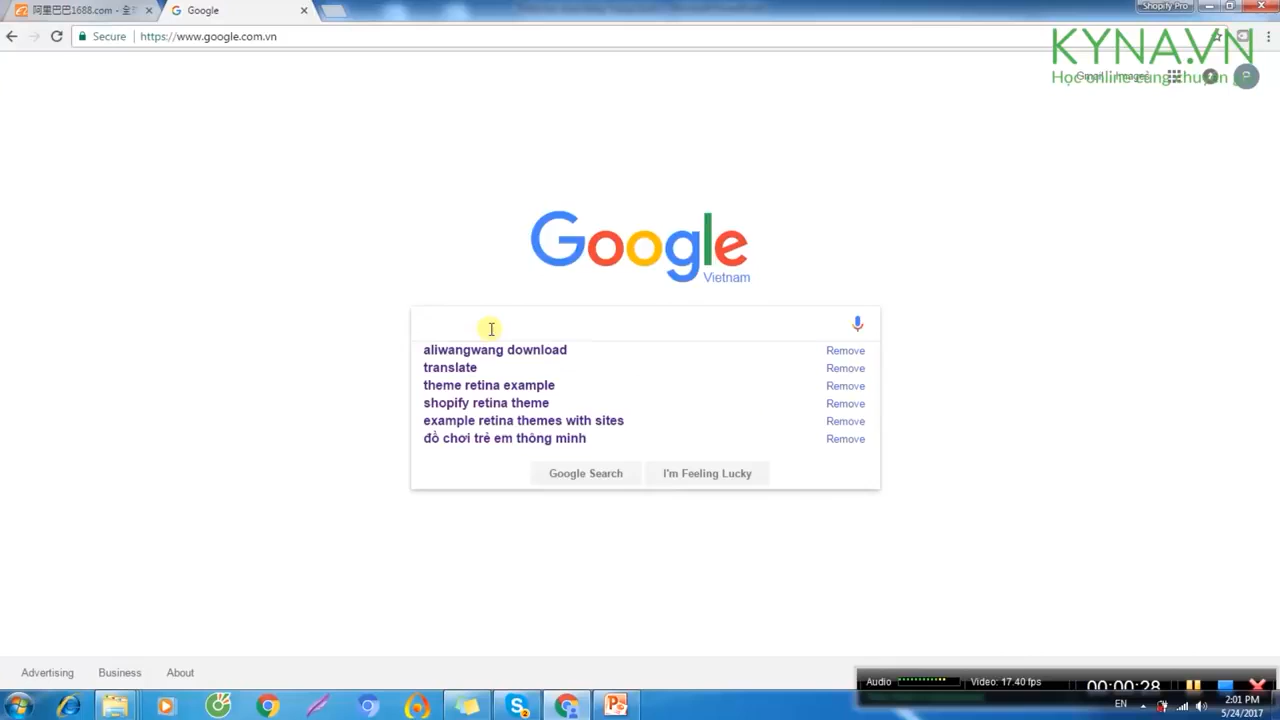 阿里巴巴1688.com - 全球
Google
Shopify Pro
Secure
https://www.google.com.vn
KYNA.VN
Học online cùng chuyên gia
Gmail Images
Google
Vietnam
aliwangwang download Remove
translate Remove
theme retina example Remove
shopify retina theme Remove
example retina themes with sites Remove
đồ chơi trẻ em thông minh Remove
Google Search
I'm Feeling Lucky
Advertising Business About
Audio
Video: 17.40 fps
00:00:28
EN
2:01 PM
5/24/2017